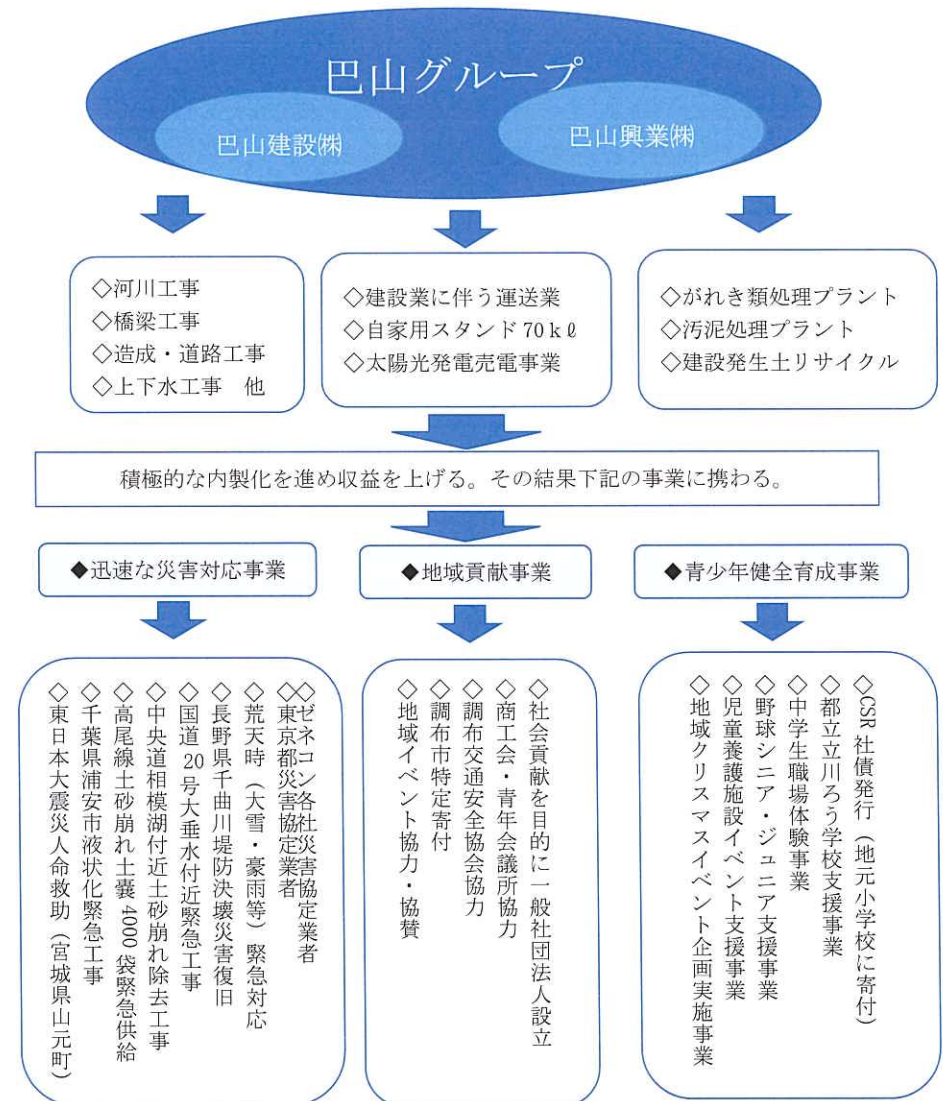 巴山グループ
巴山建設㈱
巴山興業㈱
◇河川工事
◇橋梁工事
◇造成・道路工事
◇上下水工事　他
◇建設業に伴う運送業
◇自家用スタンド 70kℓ
◇太陽光発電売電事業
◇がれき類処理プラント
◇汚泥処理プラント
◇建設発生土リサイクル
積極的な内製化を進め収益を上げる。その結果下記の事業に携わる。
◆迅速な災害対応事業
◆地域貢献事業
◆青少年健全育成事業
◇ゼネコン各社災害協定業者
◇東京都災害協定業者
◇荒天時（大雪・豪雨等）緊急対応
◇長野県千曲川堤防決壊災害復旧
◇国道 20 号大垂水付近緊急工事
◇中央道相模湖付近土砂崩れ除去工事
◇高尾線土砂崩れ土嚢 4000 袋緊急供給
◇千葉県浦安市液状化緊急工事
◇東日本大震災人命救助（宮城県山元町）
◇社会貢献を目的に一般社団法人設立
◇商工会・青年会議所協力
◇調布交通安全協会協力
◇調布市特定寄付
◇地域イベント協力・協賛
◇CSR 社債発行（地元小学校に寄付）
◇都立立川ろう学校支援事業
◇中学生職場体験事業
◇野球シニア・ジュニア支援事業
◇児童養護施設イベント支援事業
◇地域クリスマスイベント企画実施事業